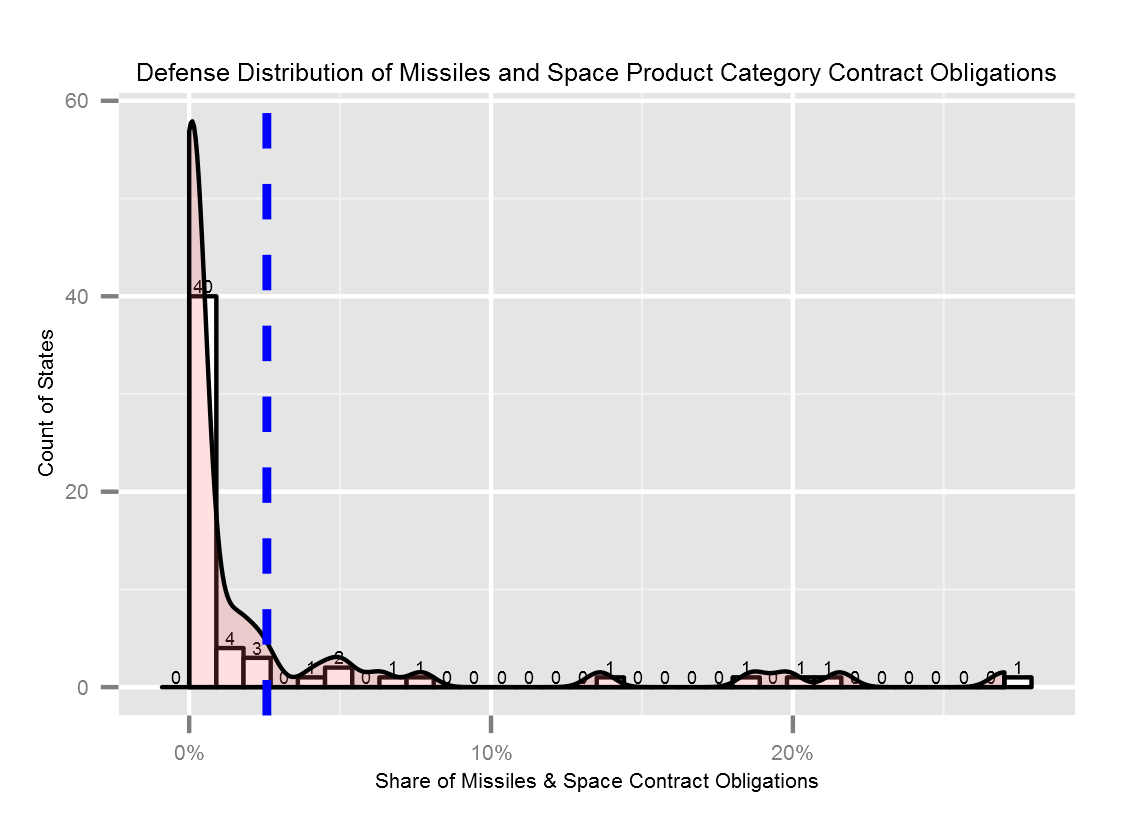 Defense Distribution of Missiles and Space Product Category Contract Obligations
60
40 40
Count of States
20
4
3
0 0 0 1 2 0 1 1 0 0 0 0 0 0 1 0 0 0 0 1 0 1 1 0 0 0 0 0 0 1
0% 10% 20%
Share of Missiles & Space Contract Obligations